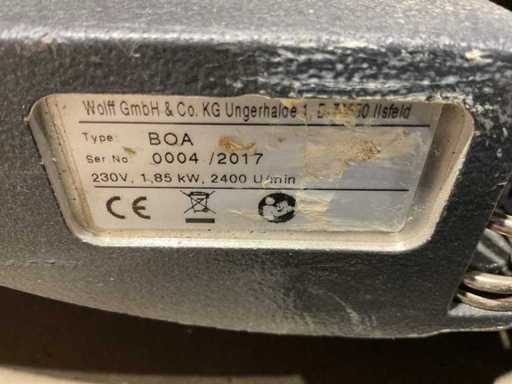 Wolff GmbH & Co. KG Ungerhalde 1, D-74360 Ilsfeld
Type: BOA
Ser No 0004 /2017
230V, 1,85 kW, 2400 U/min
CE